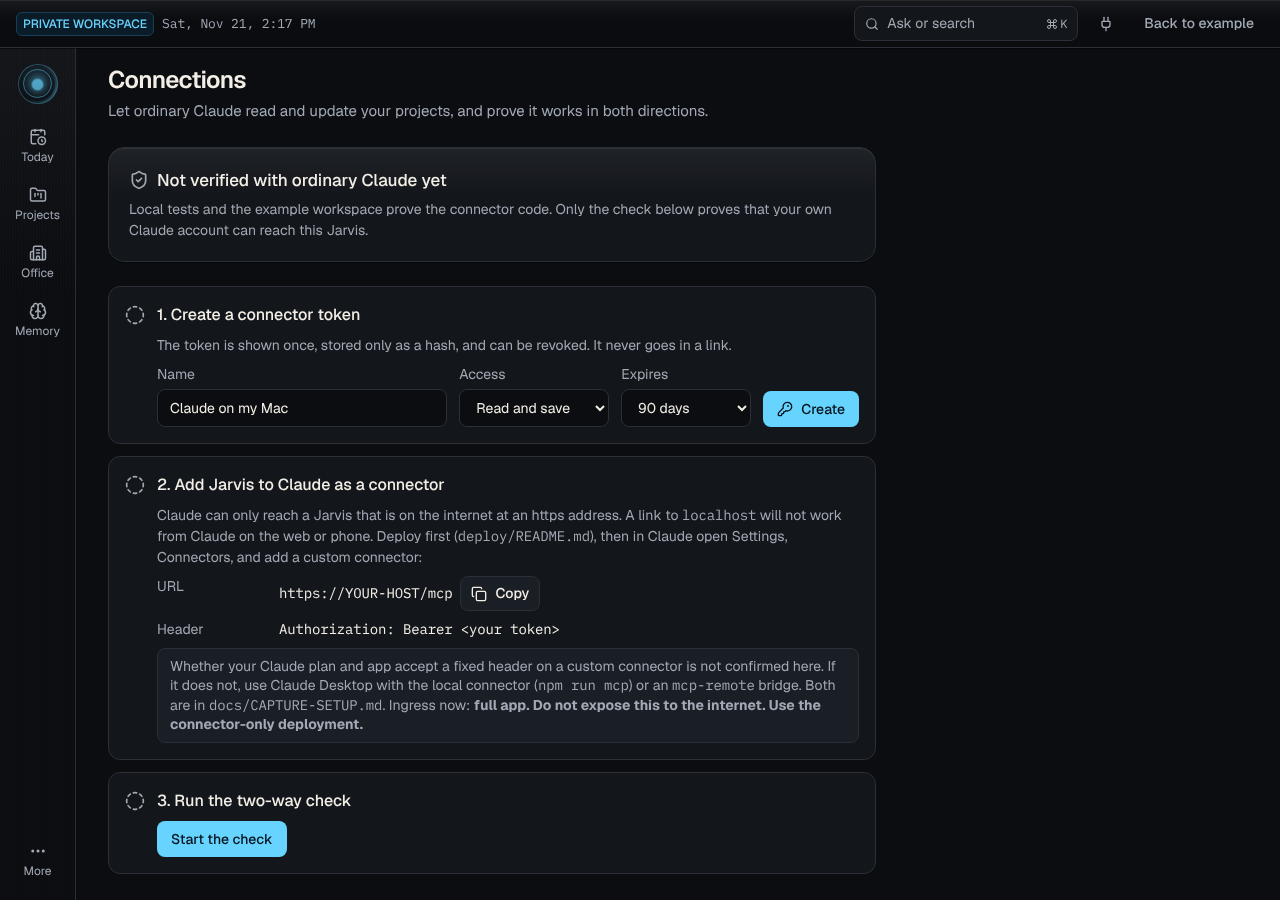 PRIVATE WORKSPACE Sat, Nov 21, 2:17 PM
Ask or search ⌘K
Back to example
Today
Projects
Office
Memory
More
Connections
Let ordinary Claude read and update your projects, and prove it works in both directions.
Not verified with ordinary Claude yet
Local tests and the example workspace prove the connector code. Only the check below proves that your own
Claude account can reach this Jarvis.
1. Create a connector token
The token is shown once, stored only as a hash, and can be revoked. It never goes in a link.
Name Access Expires
Claude on my Mac Read and save 90 days Create
2. Add Jarvis to Claude as a connector
Claude can only reach a Jarvis that is on the internet at an https address. A link to localhost will not work
from Claude on the web or phone. Deploy first (deploy/README.md), then in Claude open Settings,
Connectors, and add a custom connector:
URL https://YOUR-HOST/mcp Copy
Header Authorization: Bearer <your token>
Whether your Claude plan and app accept a fixed header on a custom connector is not confirmed here. If
it does not, use Claude Desktop with the local connector (npm run mcp) or an mcp-remote bridge. Both
are in docs/CAPTURE-SETUP.md. Ingress now: full app. Do not expose this to the internet. Use the
connector-only deployment.
3. Run the two-way check
Start the check